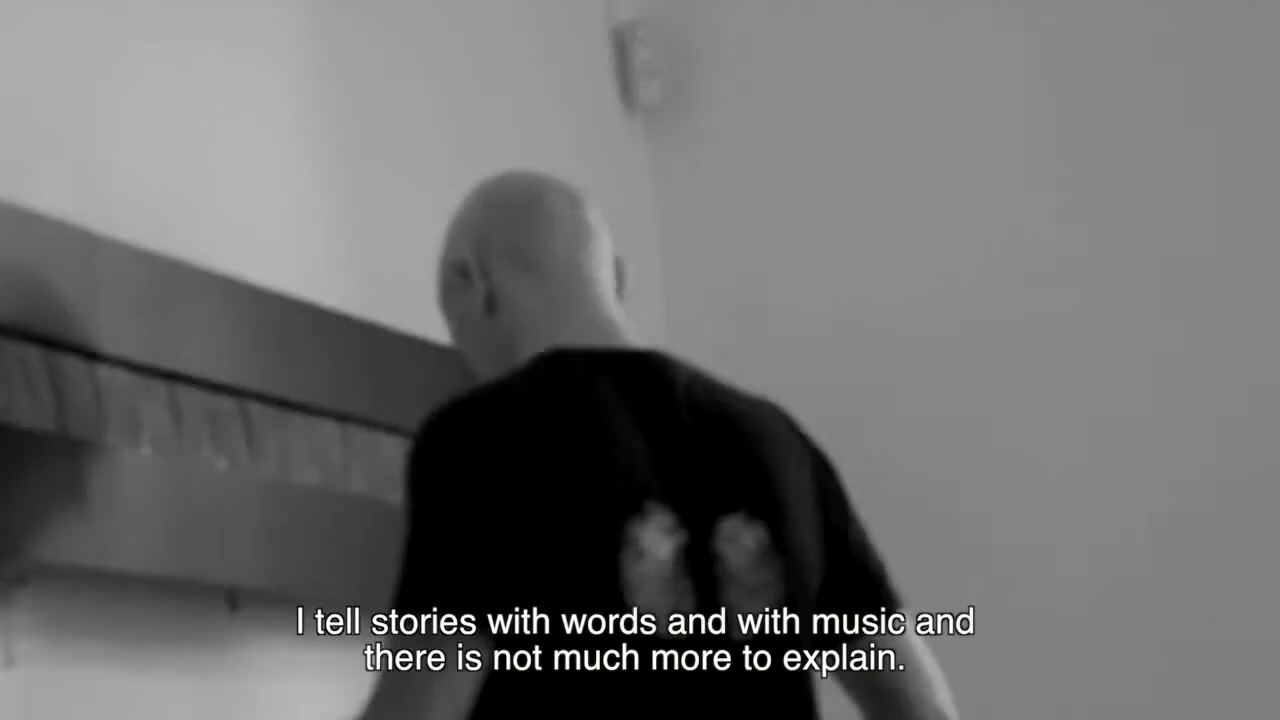 I tell stories with words and with music and
there is not much more to explain.